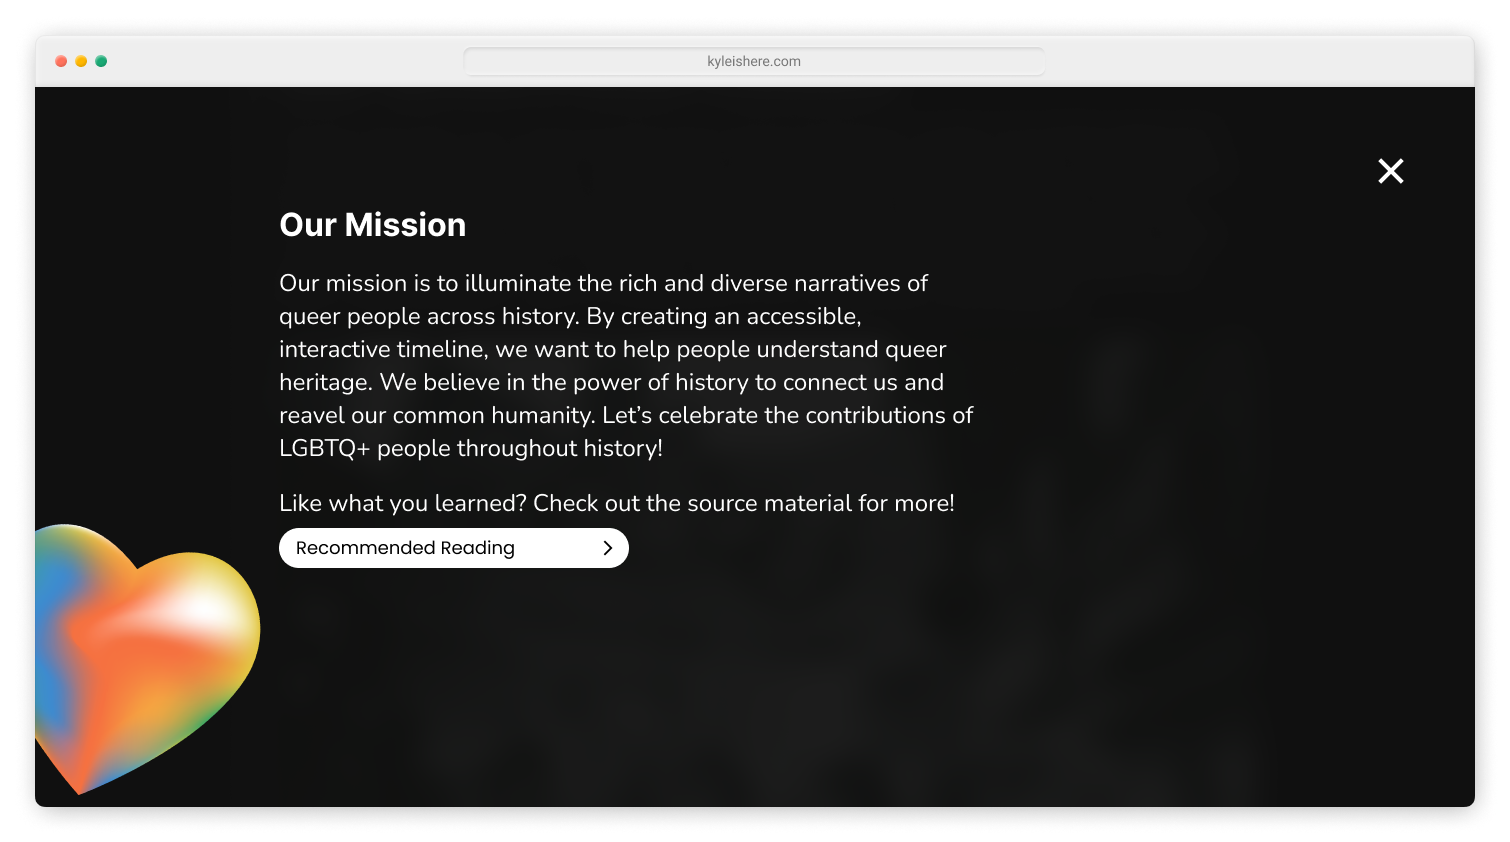 kyleishere.com
Our Mission
Our mission is to illuminate the rich and diverse narratives of
queer people across history. By creating an accessible,
interactive timeline, we want to help people understand queer
heritage. We believe in the power of history to connect us and
reavel our common humanity. Let’s celebrate the contributions of
LGBTQ+ people throughout history!
Like what you learned? Check out the source material for more!
Recommended Reading